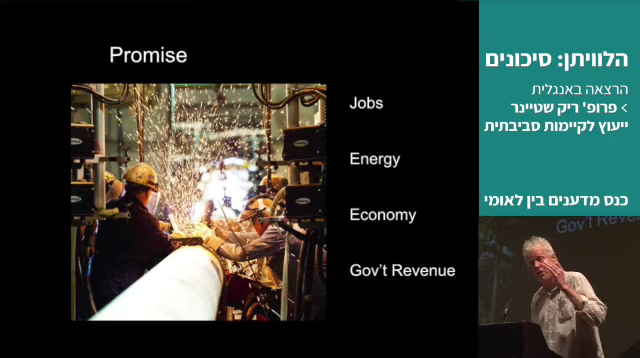 Promise
Jobs
Energy
Economy
Gov't Revenue
הלוויתן: סיכונים
הרצאה באנגלית
> פרופ' ריק שטיינר
ייעוץ לקיימות סביבתית
כנס מדענים בין לאומי
Gov't Reve